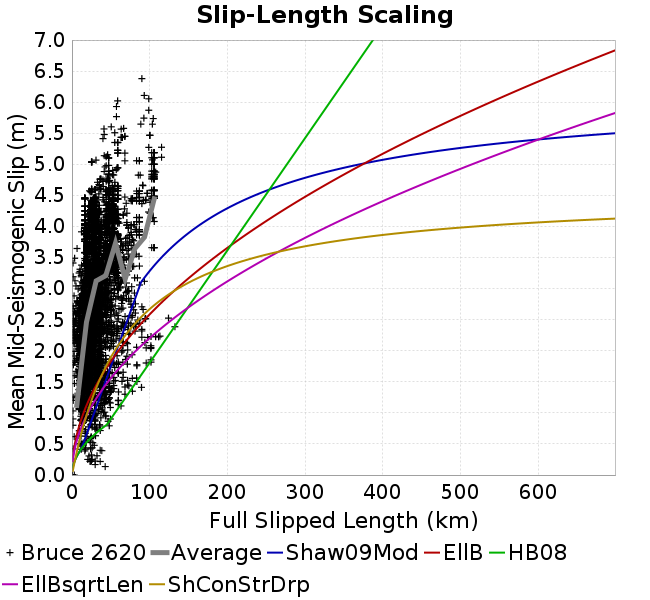 Slip-Length Scaling
Mean Mid-Seismogenic Slip (m)
7.0
6.5
6.0
5.5
5.0
4.5
4.0
3.5
3.0
2.5
2.0
1.5
1.0
0.5
0.0
0 100 200 300 400 500 600
Full Slipped Length (km)
Bruce 2620 Average Shaw09Mod EllB HB08
EllBsqrtLen ShConStrDrp